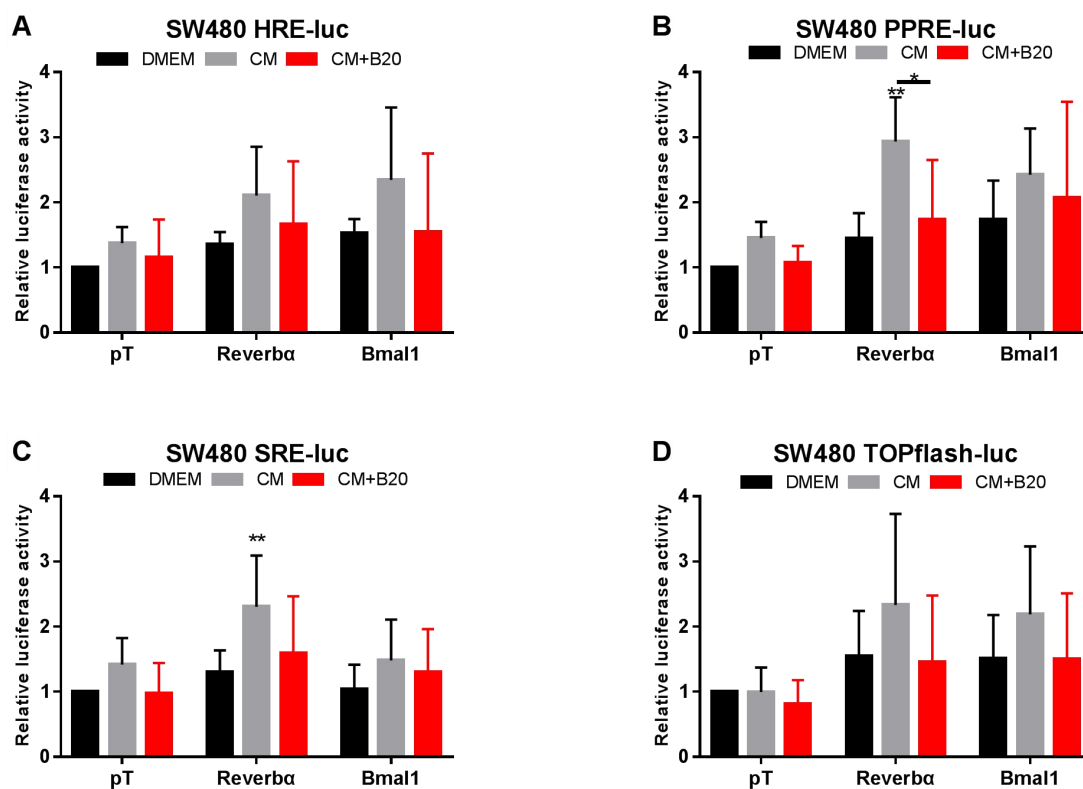 A
SW480 HRE-luc
DMEM CM CM+B20
Relative luciferase activity
4
3
2
1
0
pT Reverbα Bmal1
B
SW480 PPRE-luc
DMEM CM CM+B20
Relative luciferase activity
4
3
2
1
0
** *
pT Reverbα Bmal1
C
SW480 SRE-luc
DMEM CM CM+B20
Relative luciferase activity
4
3
2
1
0
**
pT Reverbα Bmal1
D
SW480 TOPflash-luc
DMEM CM CM+B20
Relative luciferase activity
4
3
2
1
0
pT Reverbα Bmal1